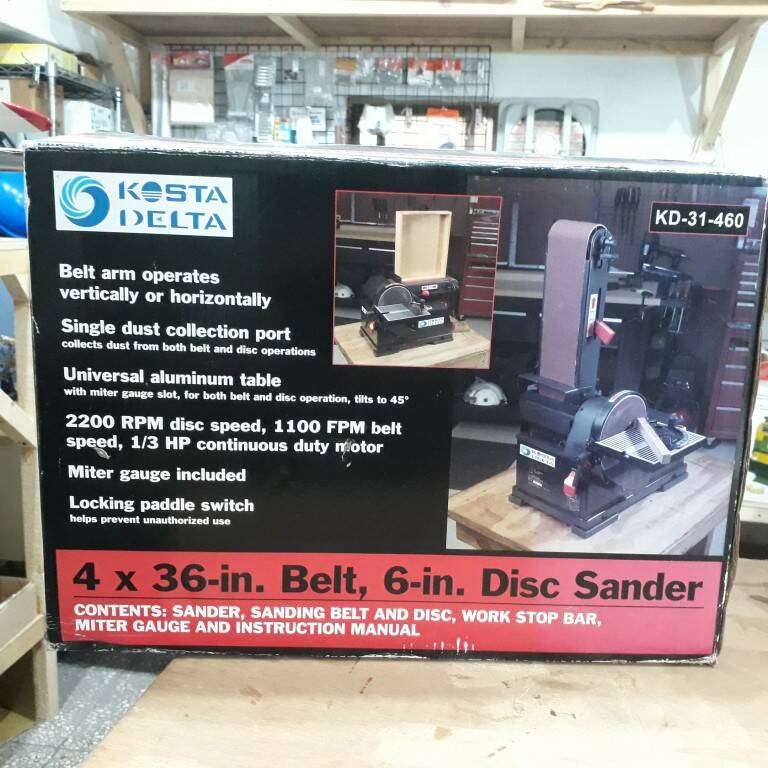 KOSTA
DELTA
KD-31-460
Belt arm operates
vertically or horizontally
Single dust collection port
collects dust from both belt and disc operations
Universal aluminum table
with miter gauge slot, for both belt and disc operation, tilts to 45°
2200 RPM disc speed, 1100 FPM belt
speed, 1/3 HP continuous duty motor
Miter gauge included
Locking paddle switch
helps prevent unauthorized use
4 x 36-in. Belt, 6-in. Disc Sander
CONTENTS: SANDER, SANDING BELT AND DISC, WORK STOP BAR,
MITER GAUGE AND INSTRUCTION MANUAL